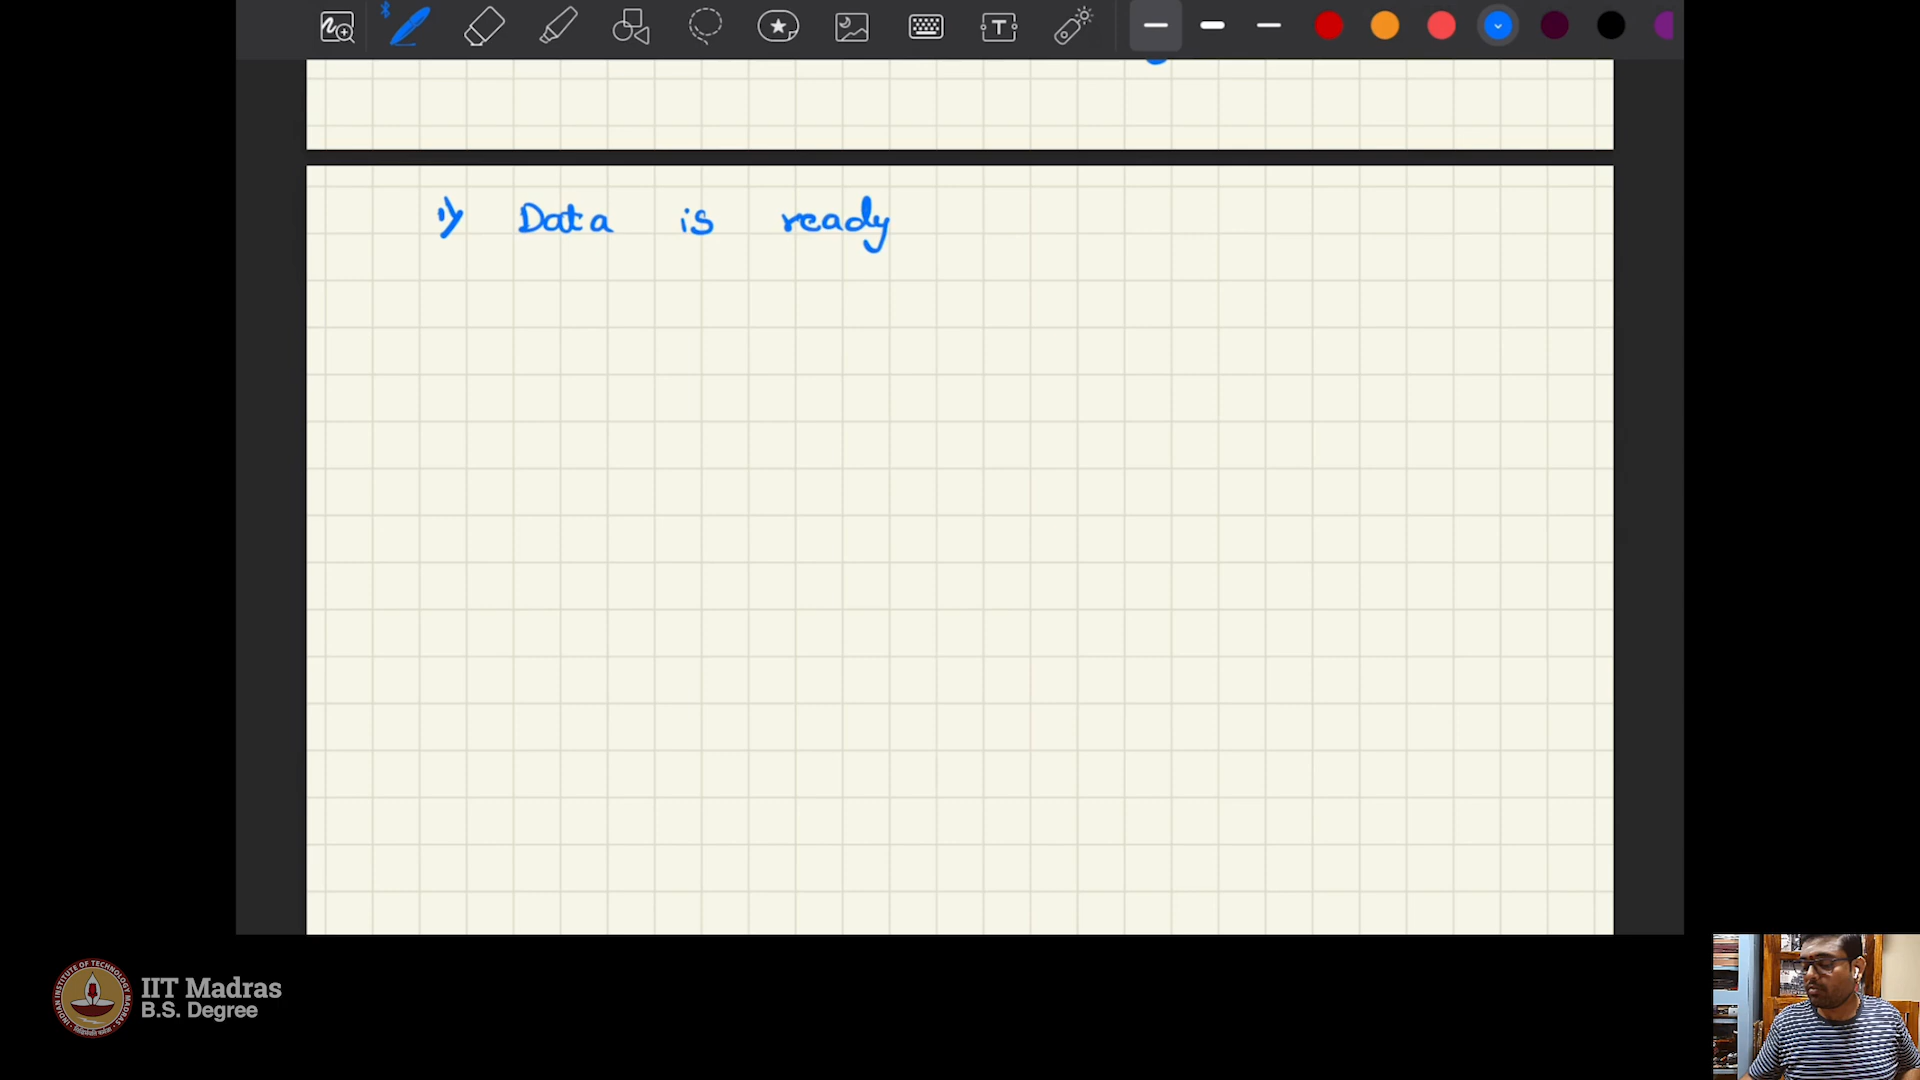 1) Data is ready
IIT Madras
B.S. Degree